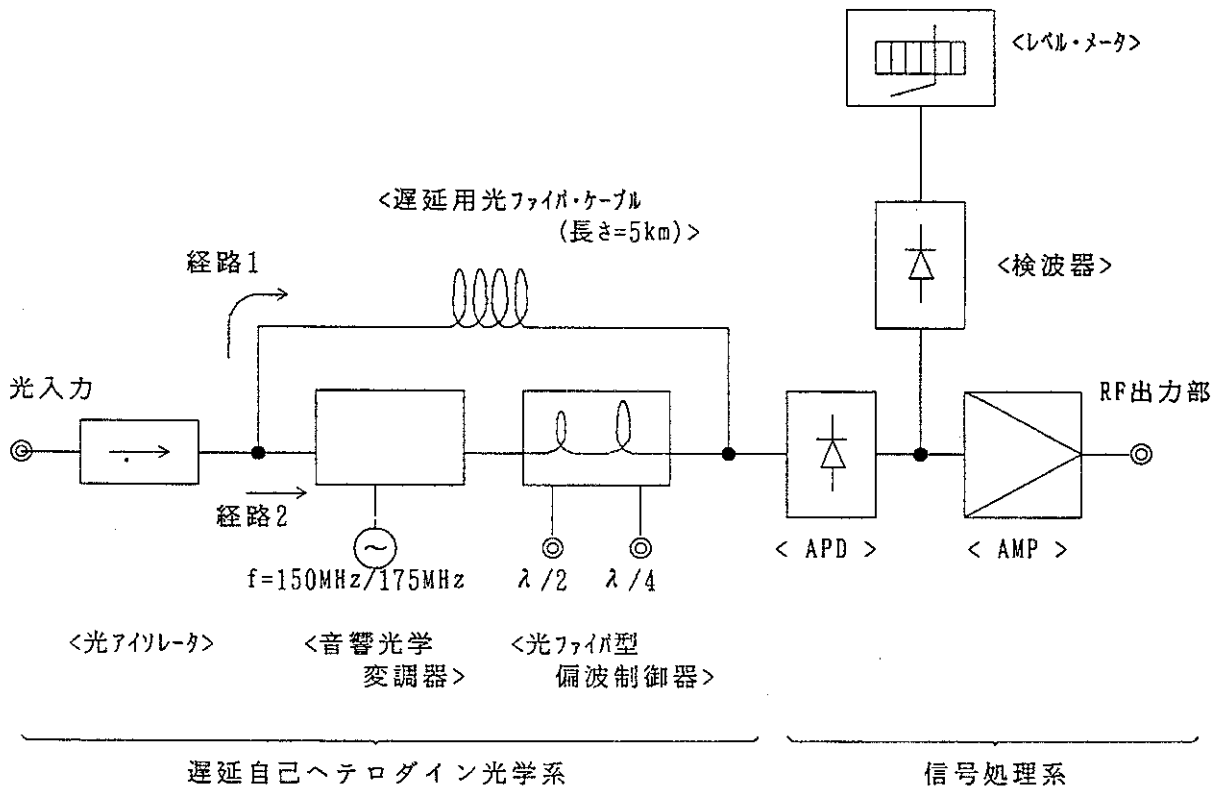 <レベル・メータ>
<遅延用光ファイバ・ケーブル
(長さ=5km)>
経路1
<検波器>
光入力
RF出力部
経路2
< APD >
< AMP >
f=150MHz/175MHz
λ/2
λ/4
<光アイソレータ>
<音響光学
変調器>
<光ファイバ型
偏波制御器>
遅延自己ヘテロダイン光学系
信号処理系